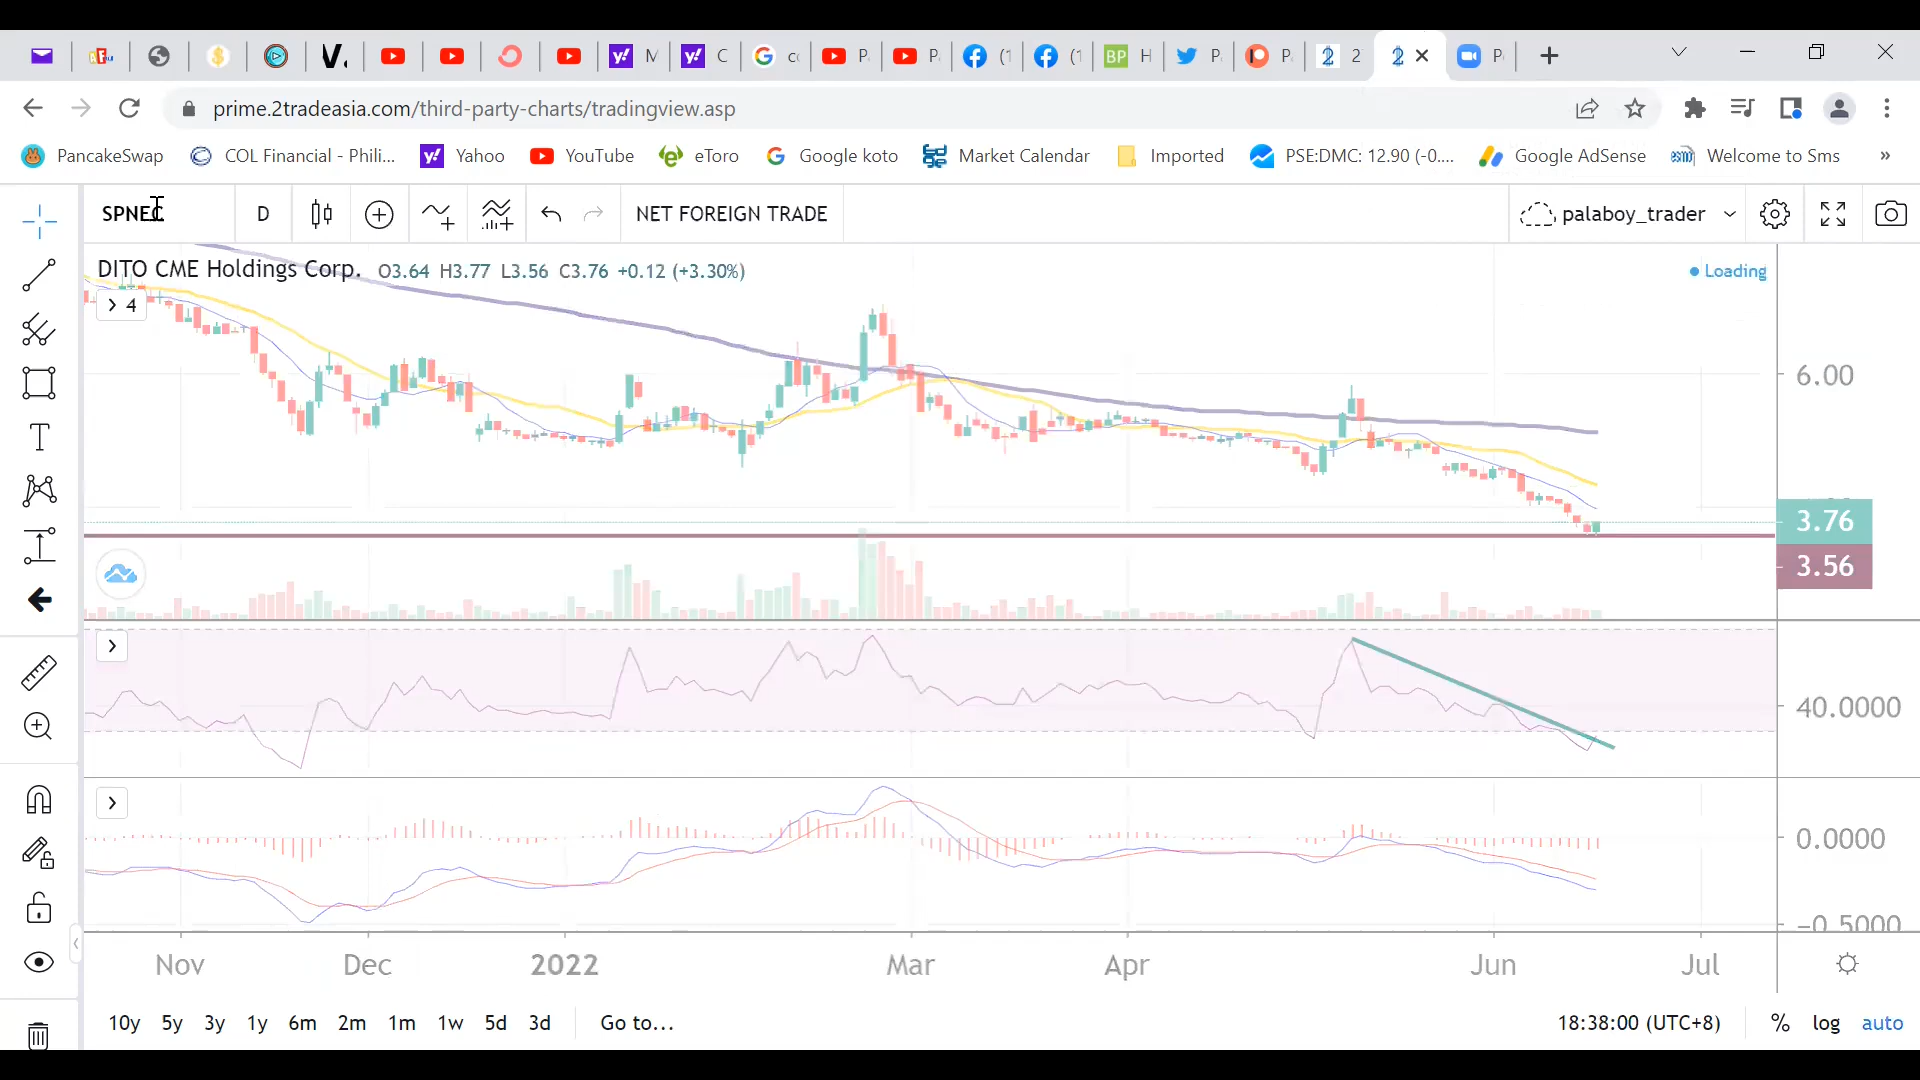 M C cc P P (1 (1 H P P 2 P
prime.2tradeasia.com/third-party-charts/tradingview.asp
PancakeSwap COL Financial - Phili... Yahoo YouTube eToro Google koto Market Calendar Imported PSE:DMC: 12.90 (-0.... Google AdSense Welcome to Sms »
SPNEC D NET FOREIGN TRADE palaboy_trader
DITO CME Holdings Corp. O3.64 H3.77 L3.56 C3.76 +0.12 (+3.30%) Loading
4
6.00
3.76
3.56
40.0000
0.0000
-0.5000
Nov Dec 2022 Mar Apr Jun Jul
10y 5y 3y 1y 6m 2m 1m 1w 5d 3d Go to... 18:38:00 (UTC+8) % log auto